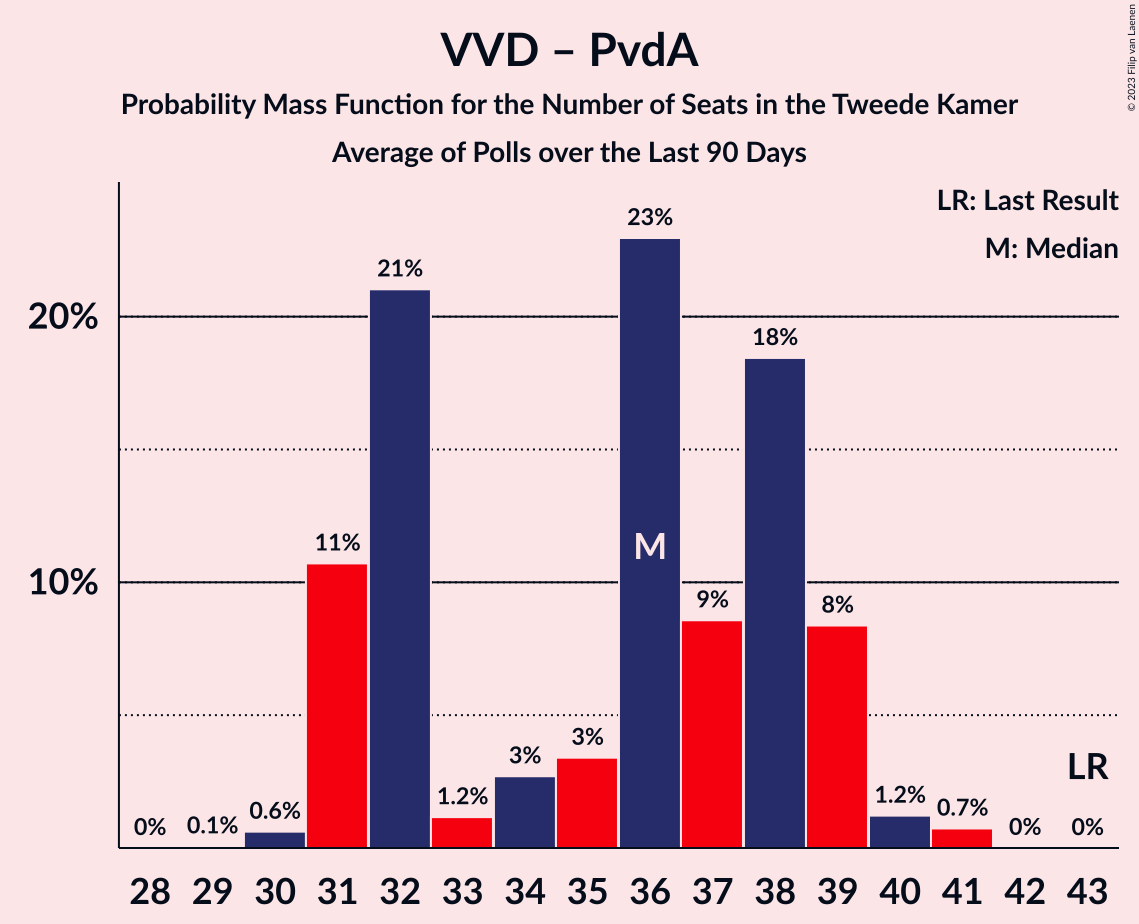 VVD – PvdA
Probability Mass Function for the Number of Seats in the Tweede Kamer
Average of Polls over the Last 90 Days
© 2023 Filip van Laenen
LR: Last Result
M: Median
20%
10%
0%
0.1%
0.6%
11%
21%
1.2%
3%
3%
23%
9%
18%
8%
1.2%
0.7%
0%
0%
M
LR
28 29 30 31 32 33 34 35 36 37 38 39 40 41 42 43